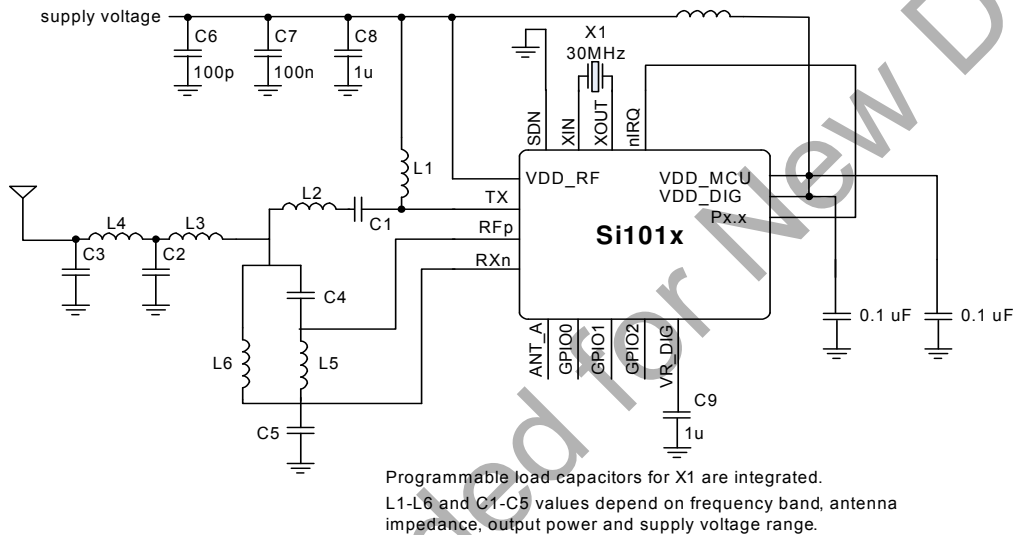 supply voltage
C6
100p
C7
100n
C8
1u
X1
30MHz
SDN
XIN
XOUT
nIRQ
L1
VDD_RF
VDD_MCU
VDD_DIG
Px.x
TX
RFp
RXn
Si101x
L2
C1
L4
L3
C3
C2
C4
L6
L5
C5
0.1 uF
0.1 uF
ANT_A
GPIO0
GPIO1
GPIO2
VR_DIG
C9
1u
Programmable load capacitors for X1 are integrated.
L1-L6 and C1-C5 values depend on frequency band, antenna
impedance, output power and supply voltage range.
ded for New D